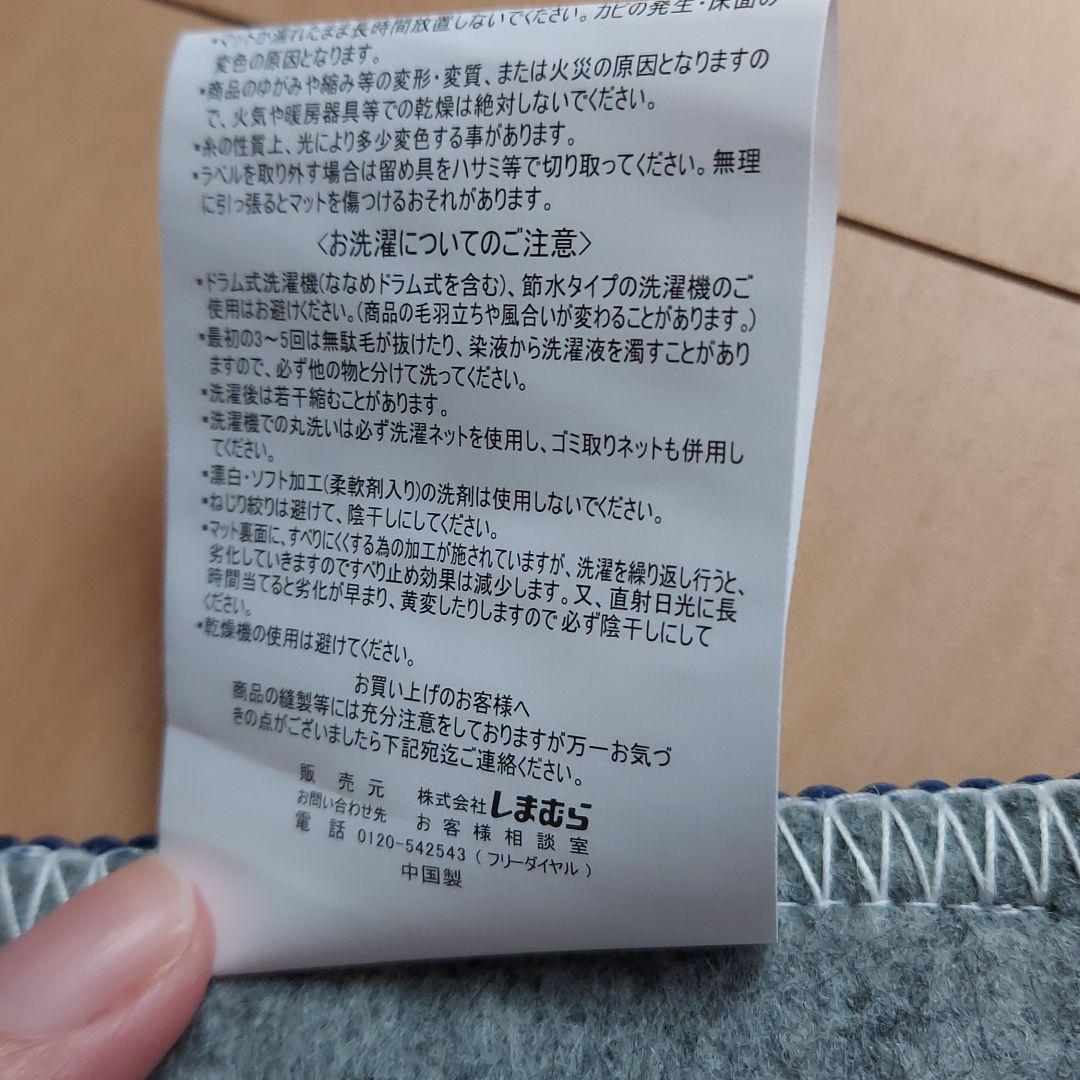 *マットが濡れたまま長時間放置しないでください。カビの発生・床面の
変色の原因となります。
*商品のゆがみや縮み等の変形・変質、または火災の原因となりますの
で、火気や暖房器具等での乾燥は絶対しないでください。
*糸の性質上、光により多少変色する事があります。
*ラベルを取り外す場合は留め具をハサミ等で切り取ってください。無理
に引っ張るとマットを傷つけるおそれがあります。
〈お洗濯についてのご注意〉
*ドラム式洗濯機(ななめドラム式を含む)、節水タイプの洗濯機のご
使用はお避けください。(商品の毛羽立ちや風合いが変わることがあります。)
*最初の3～5回は無駄毛が抜けたり、染液から洗濯液を濁すことがあり
ますので、必ず他の物と分けて洗ってください。
*洗濯後は若干縮むことがあります。
*洗濯機での丸洗いは必ず洗濯ネットを使用し、ゴミ取りネットも併用し
てください。
*漂白・ソフト加工(柔軟剤入り)の洗剤は使用しないでください。
*ねじり絞りは避けて、陰干しにしてください。
*マット裏面に、すべりにくくする為の加工が施されていますが、洗濯を繰り返し行うと、
劣化していきますのですべり止め効果は減少します。又、直射日光に長
時間当てると劣化が早まり、黄変したりしますので必ず陰干しにして
ください。
*乾燥機の使用は避けてください。
お買い上げのお客様へ
商品の縫製等には充分注意をしておりますが万一お気づ
きの点がございましたら下記宛迄ご連絡ください。
販売元 株式会社しまむら
お問い合わせ先 お客様相談室
電話 0120-542543 (フリーダイヤル)
中国製